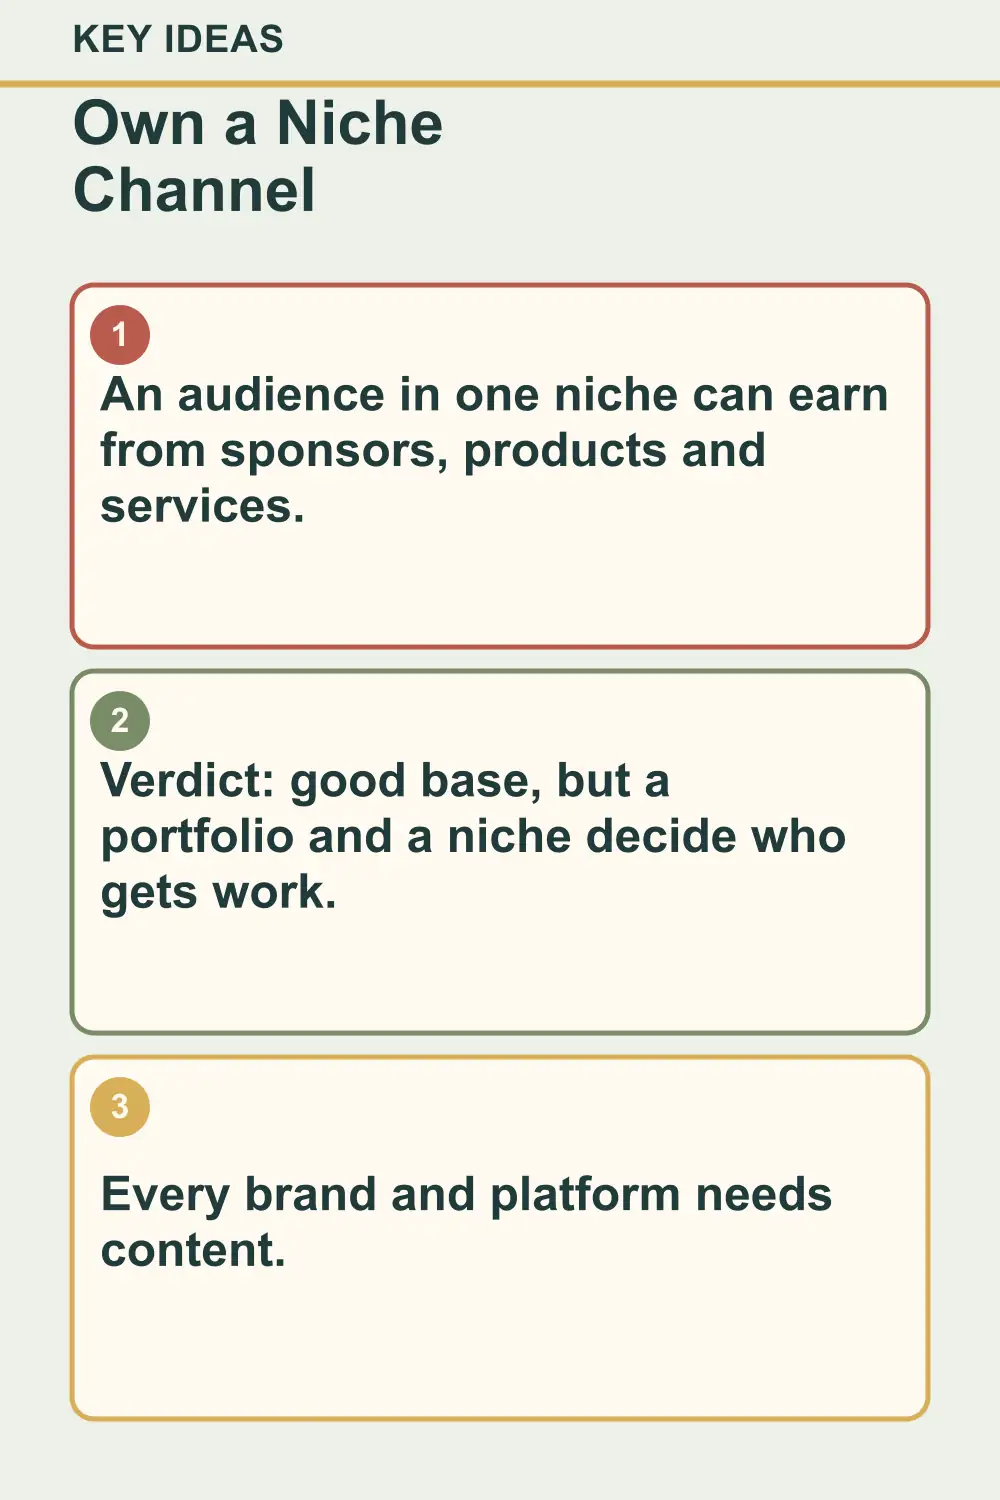 KEY IDEAS
Own a Niche
Channel
1
An audience in one niche can earn
from sponsors, products and
services.
2
Verdict: good base, but a
portfolio and a niche decide who
gets work.
3
Every brand and platform needs
content.